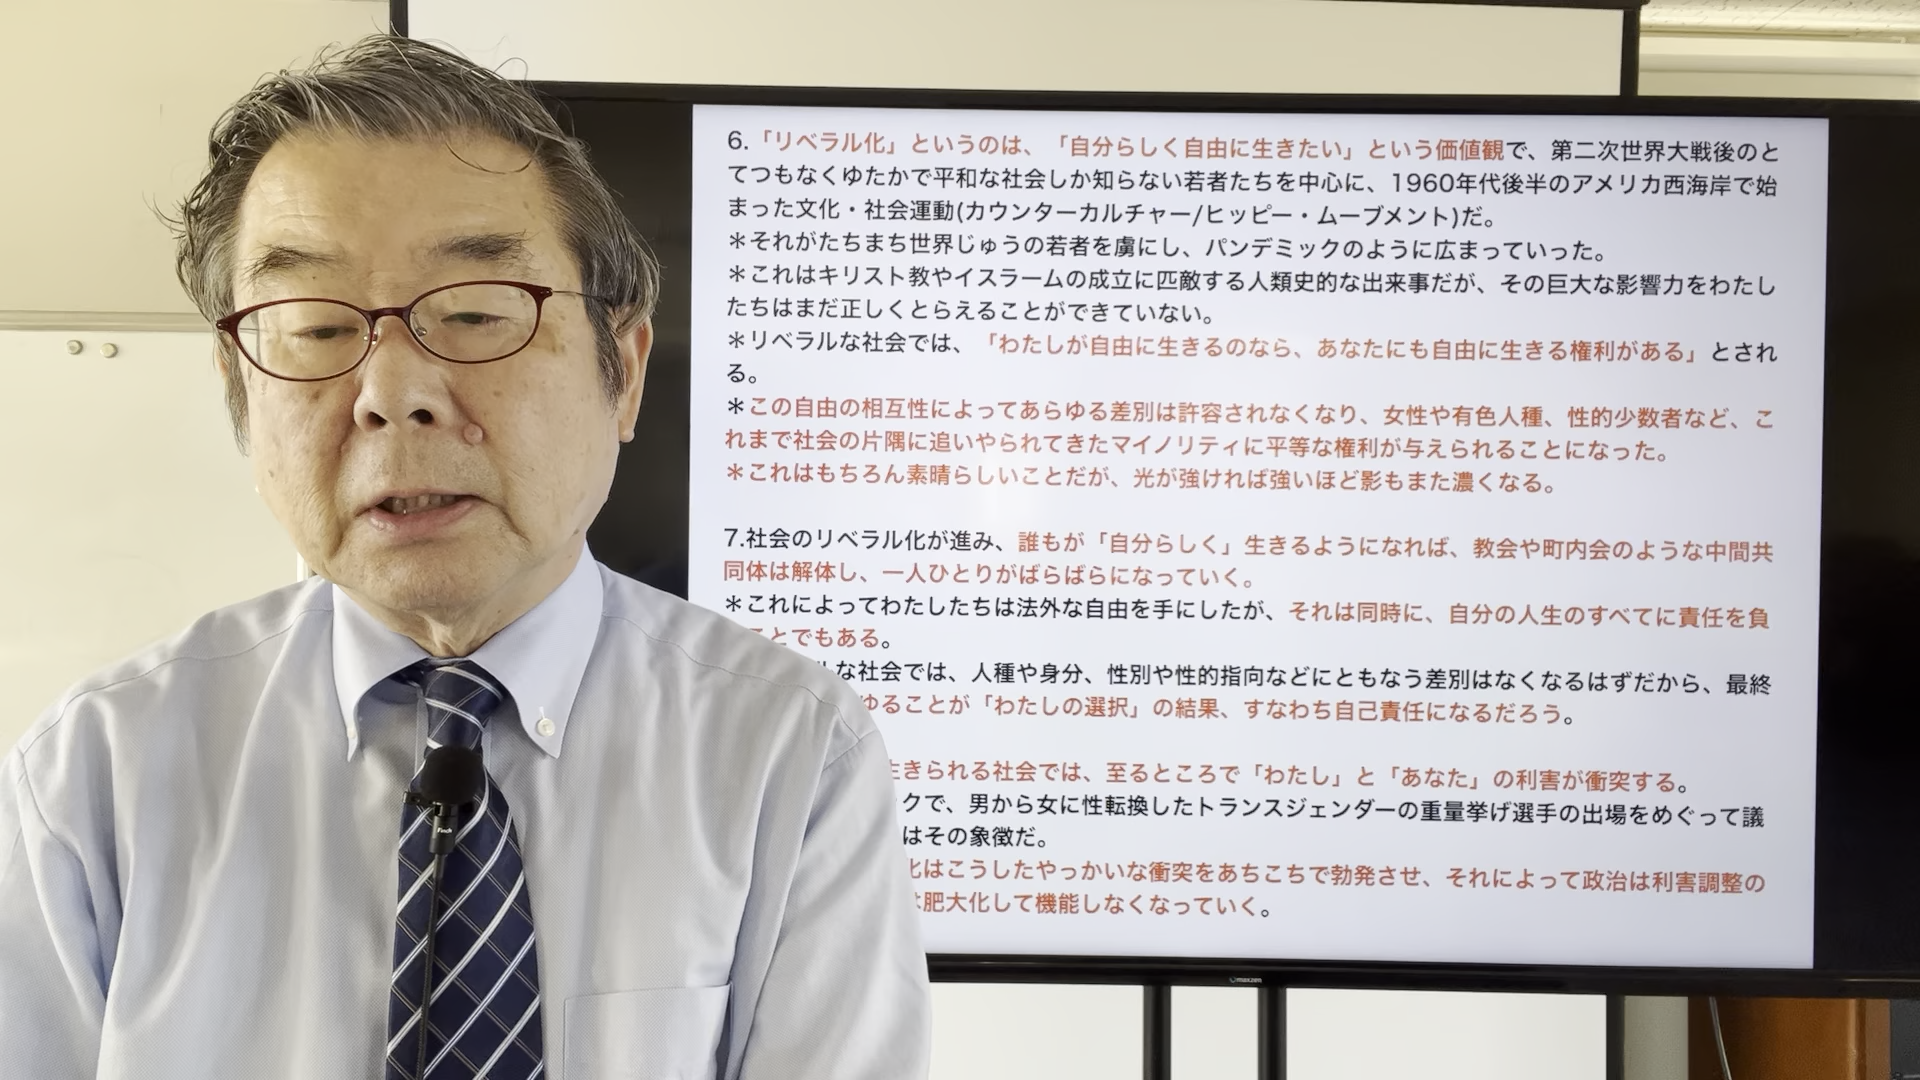 6.「リベラル化」というのは、「自分らしく自由に生きたい」という価値観で、第二次世界大戦後のと
てつもなくゆたかで平和な社会しか知らない若者たちを中心に、1960年代後半のアメリカ西海岸で始
まった文化・社会運動(カウンターカルチャー/ヒッピー・ムーブメント)だ。
＊それがたちまち世界じゅうの若者を虜にし、パンデミックのように広まっていった。
＊これはキリスト教やイスラームの成立に匹敵する人類史的な出来事だが、その巨大な影響力をわたし
たちはまだ正しくとらえることができていない。
＊リベラルな社会では、「わたしが自由に生きるのなら、あなたにも自由に生きる権利がある」とされ
る。
＊この自由の相互性によってあらゆる差別は許容されなくなり、女性や有色人種、性的少数者など、こ
れまで社会の片隅に追いやられてきたマイノリティに平等な権利が与えられることになった。
＊これはもちろん素晴らしいことだが、光が強ければ強いほど影もまた濃くなる。
7.社会のリベラル化が進み、誰もが「自分らしく」生きるようになれば、教会や町内会のような中間共
同体は解体し、一人ひとりがばらばらになっていく。
＊これによってわたしたちは法外な自由を手にしたが、それは同時に、自分の人生のすべてに責任を負
ことでもある。
な社会では、人種や身分、性別や性的指向などにともなう差別はなくなるはずだから、最終
ゆることが「わたしの選択」の結果、すなわち自己責任になるだろう。
生きられる社会では、至るところで「わたし」と「あなた」の利害が衝突する。
クで、男から女に性転換したトランスジェンダーの重量挙げ選手の出場をめぐって議
はその象徴だ。
化はこうしたやっかいな衝突をあちこちで勃発させ、それによって政治は利害調整の
は肥大化して機能しなくなっていく。
maxzen